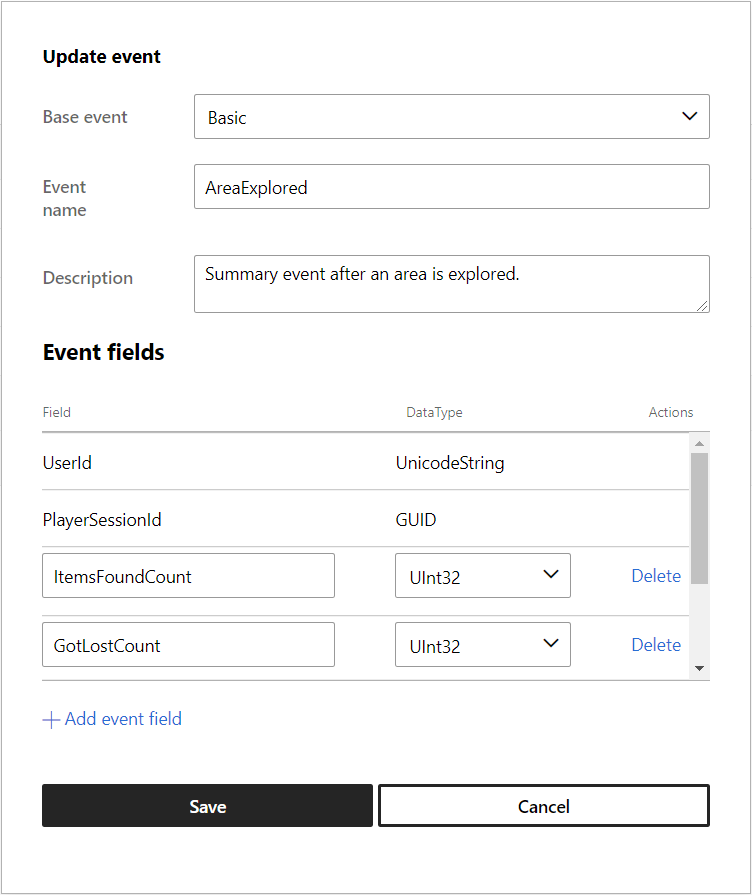 Update event
Base event
Basic
Event
name
AreaExplored
Description
Summary event after an area is explored.
Event fields
Field DataType Actions
UserId UnicodeString
PlayerSessionId GUID
ItemsFoundCount UInt32 Delete
GotLostCount UInt32 Delete
Add event field
Save Cancel